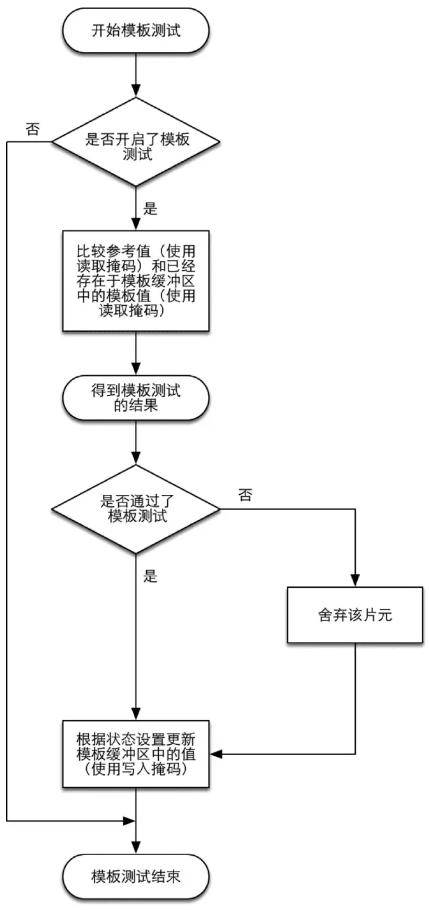 开始模板测试
否
是否开启了模板
测试
是
比较参考值（使用
读取掩码）和已经
存在于模板缓冲区
中的模板值（使用
读取掩码）
得到模板测试
的结果
是否通过了
模板测试
否
是
舍弃该片元
根据状态设置更新
模板缓冲区中的值
（使用写入掩码）
模板测试结束